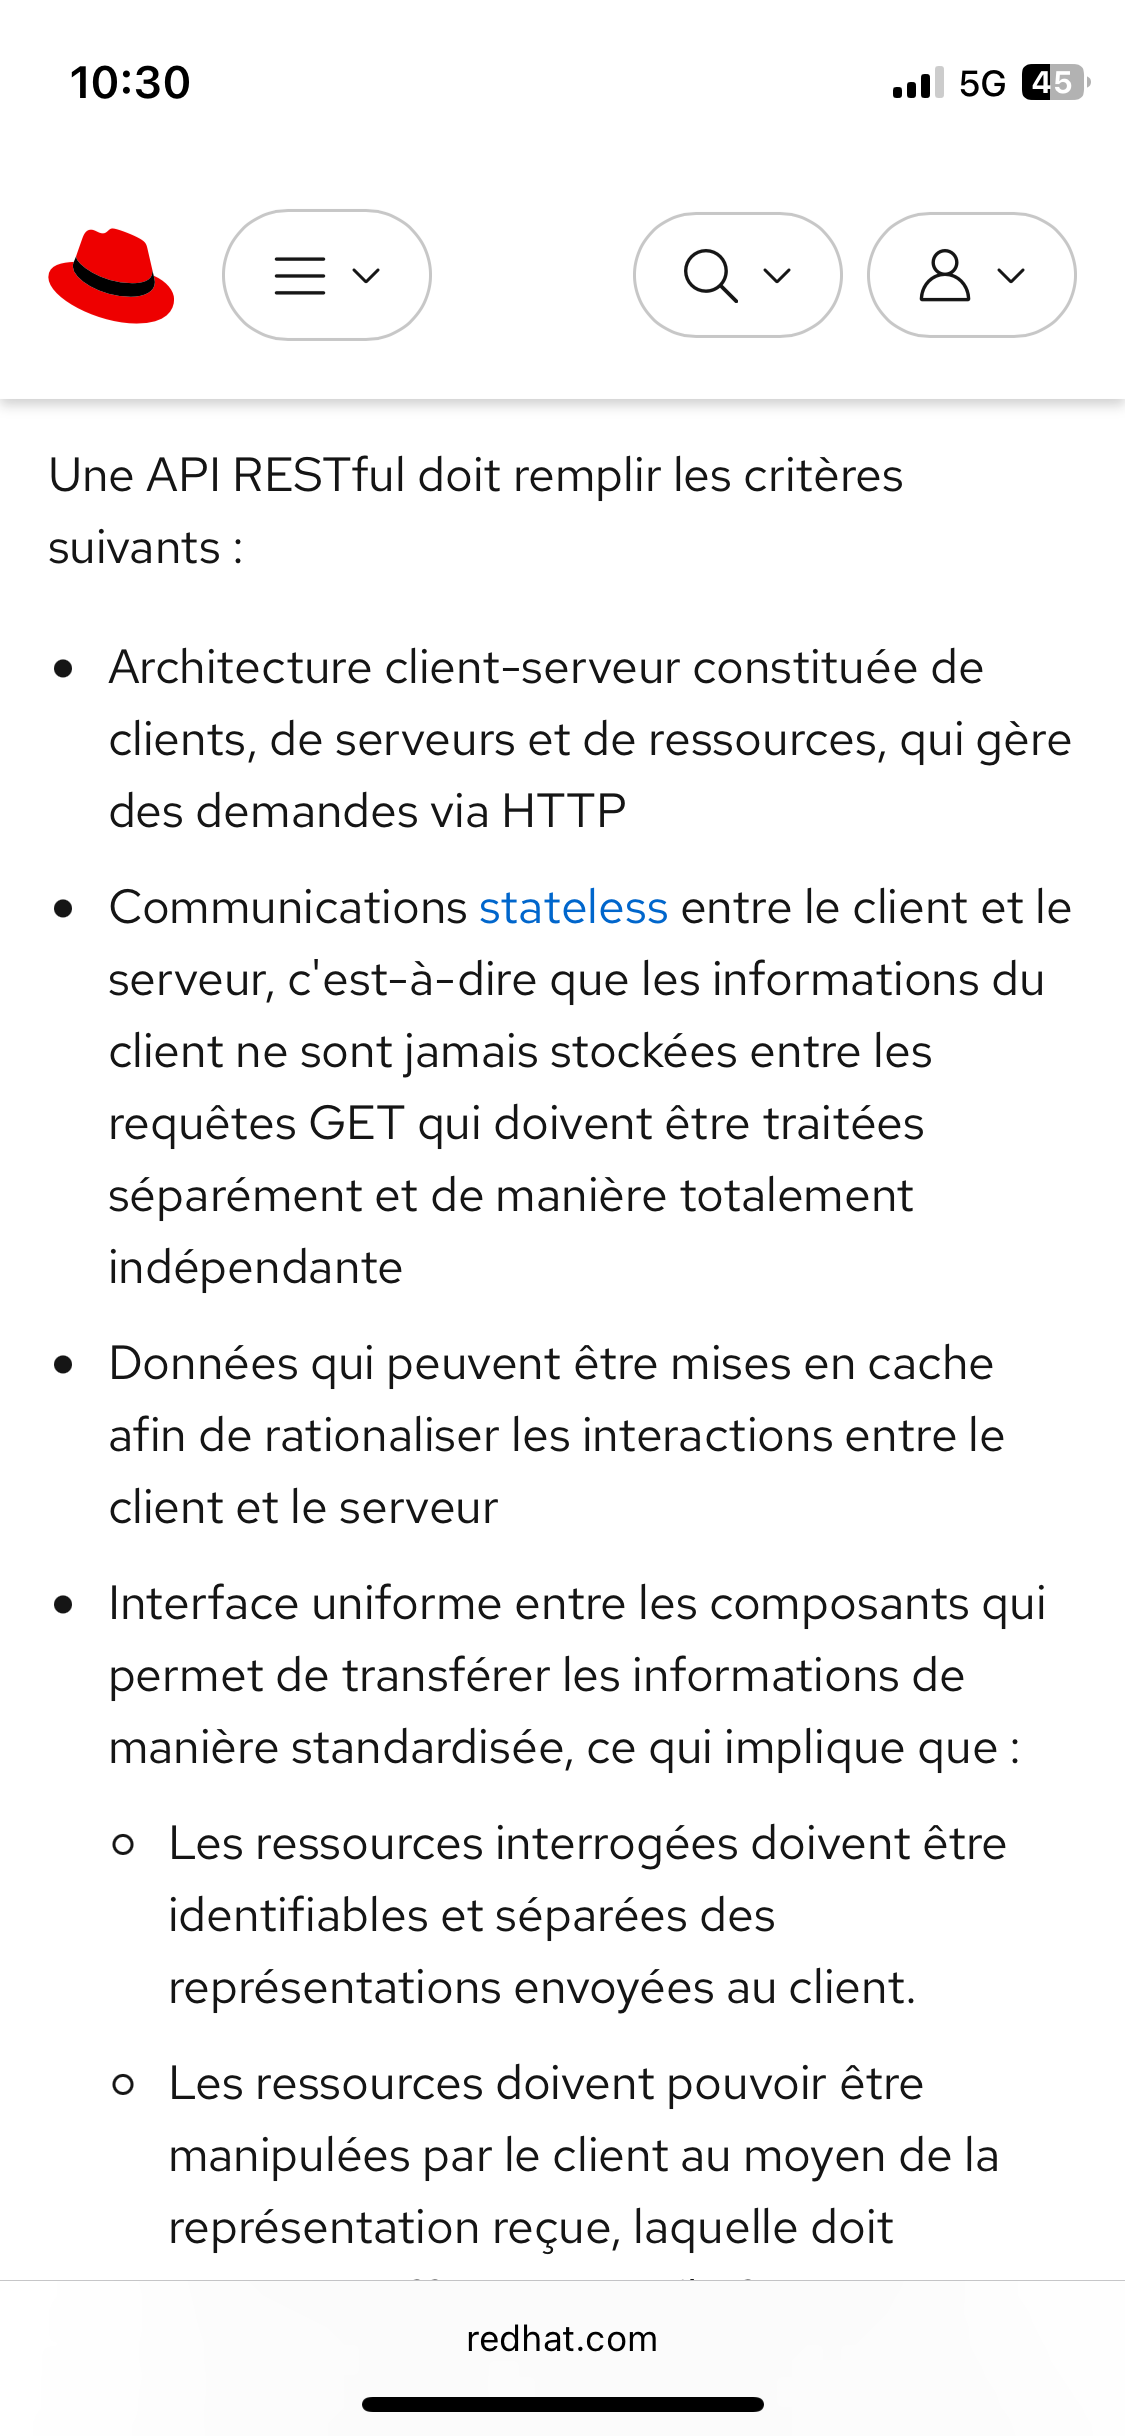 10:30
5G 45
Une API RESTful doit remplir les critères
suivants :
Architecture client-serveur constituée de
clients, de serveurs et de ressources, qui gère
des demandes via HTTP
Communications stateless entre le client et le
serveur, c'est-à-dire que les informations du
client ne sont jamais stockées entre les
requêtes GET qui doivent être traitées
séparément et de manière totalement
indépendante
Données qui peuvent être mises en cache
afin de rationaliser les interactions entre le
client et le serveur
Interface uniforme entre les composants qui
permet de transférer les informations de
manière standardisée, ce qui implique que :
Les ressources interrogées doivent être
identifiables et séparées des
représentations envoyées au client.
Les ressources doivent pouvoir être
manipulées par le client au moyen de la
représentation reçue, laquelle doit
redhat.com